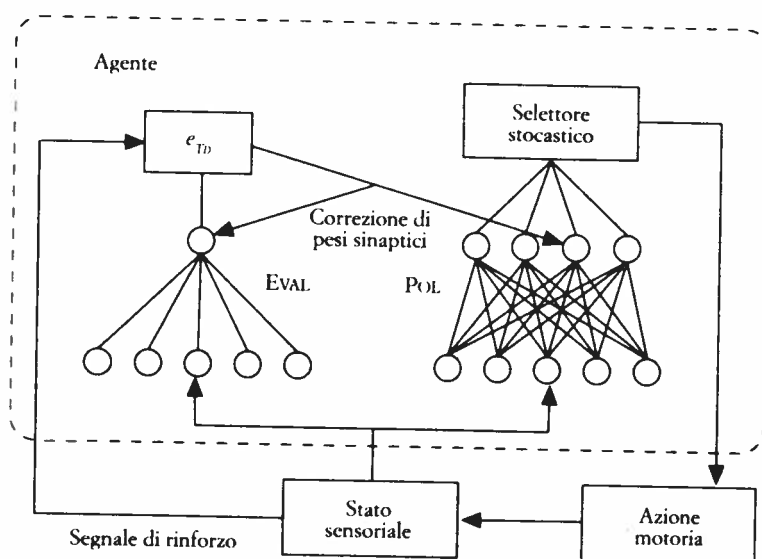 Agente
e_TD
Selettore
stocastico
Correzione di
pesi sinaptici
EVAL
POL
Stato
sensoriale
Azione
motoria
Segnale di rinforzo